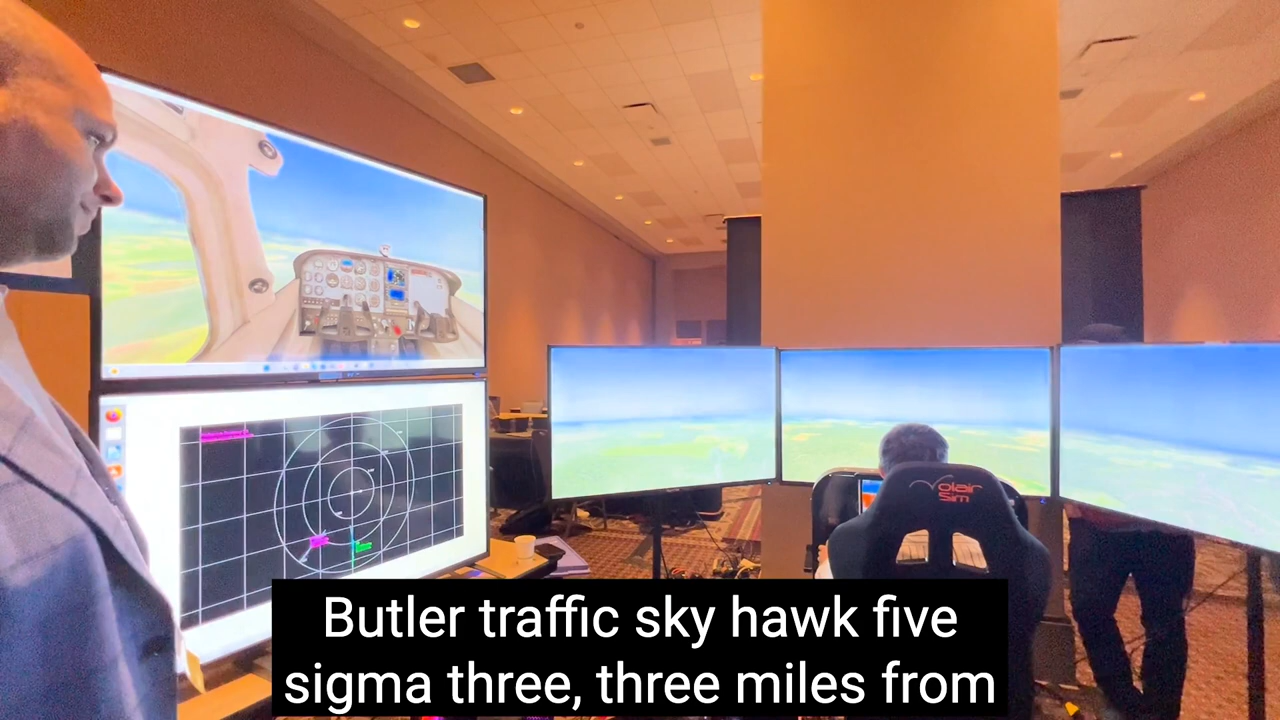 Volair
Sim
Butler traffic sky hawk five
sigma three, three miles from